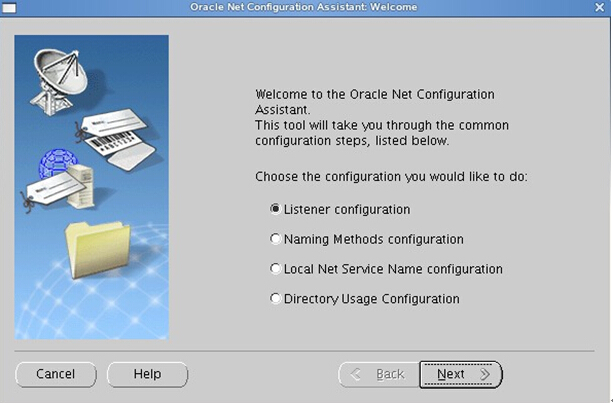 Oracle Net Configuration Assistant: Welcome
Welcome to the Oracle Net Configuration
Assistant.
This tool will take you through the common
configuration steps, listed below.
Choose the configuration you would like to do:
Listener configuration
Naming Methods configuration
Local Net Service Name configuration
Directory Usage Configuration
Cancel
Help
Back
Next